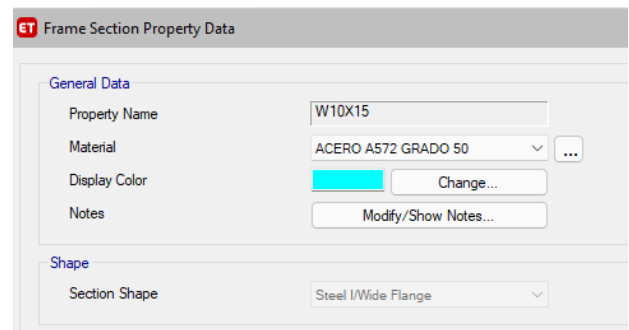 ET Frame Section Property Data
General Data
Property Name W10X15
Material ACERO A572 GRADO 50 ...
Display Color Change...
Notes Modify/Show Notes...
Shape
Section Shape Steel I/Wide Flange